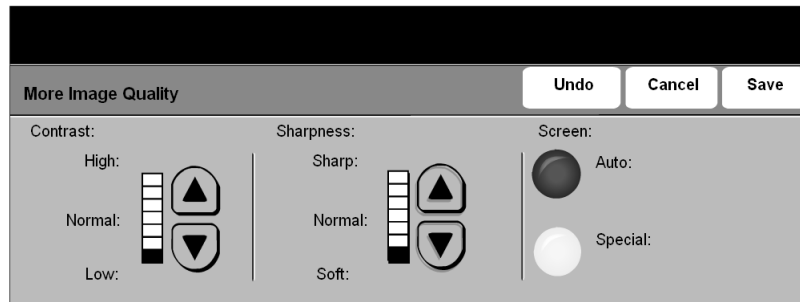 More Image Quality
Undo
Cancel
Save
Contrast:
High:
Normal:
Low:
Sharpness:
Sharp:
Normal:
Soft:
Screen:
Auto:
Special: